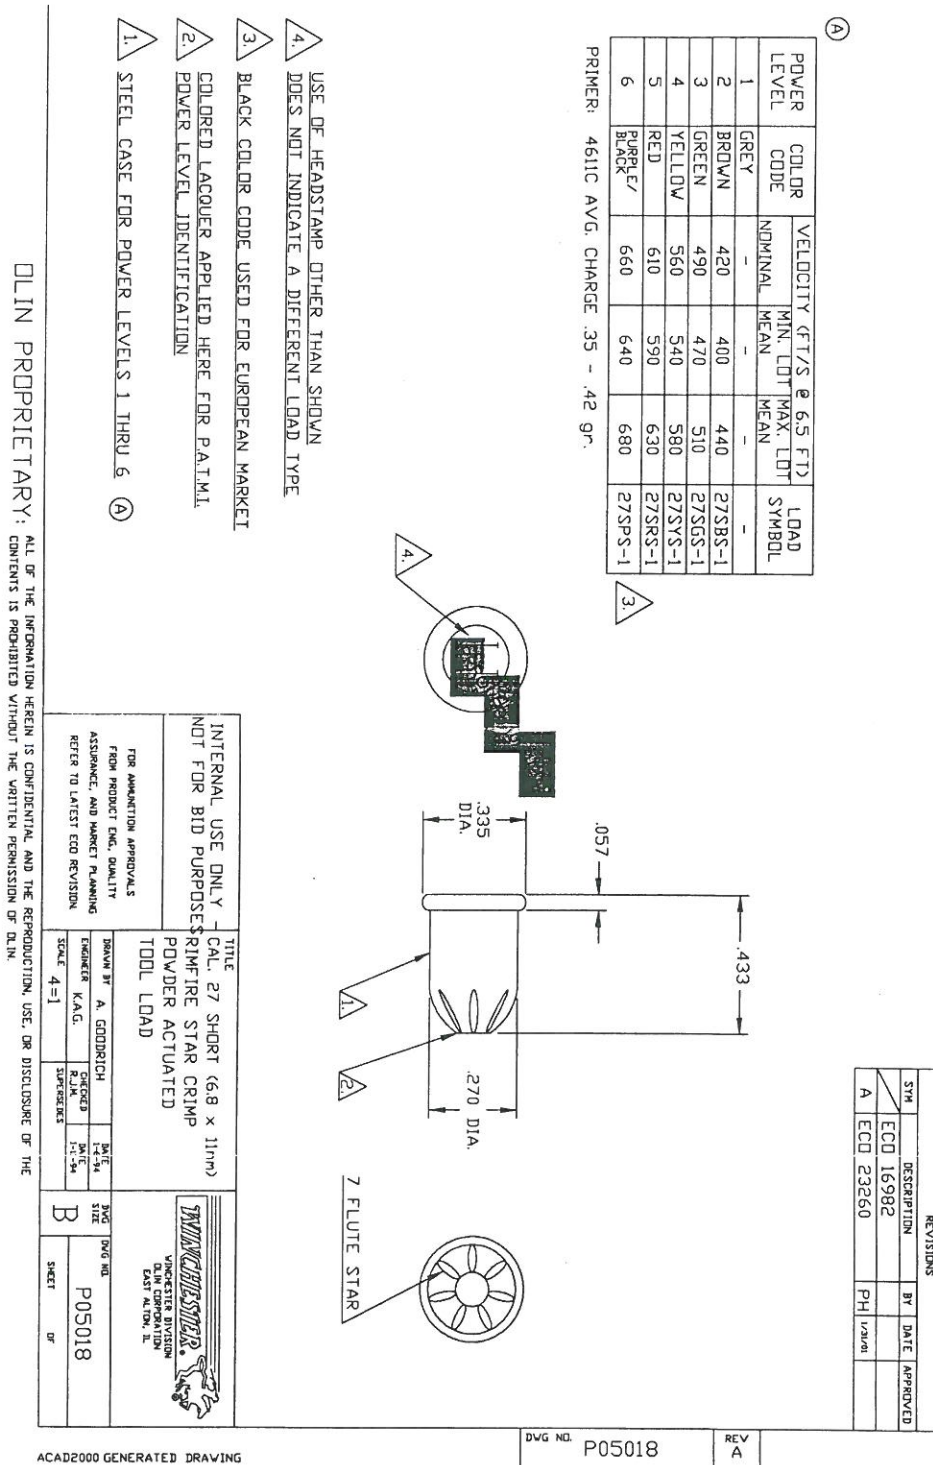 REVISIONS
SYM DESCRIPTION BY DATE APPROVED
ECO 16982
A ECO 23260 PH 1/31/01
A
POWER LEVEL COLOR CODE VELOCITY (FT/S @ 6.5 FT) LOAD SYMBOL
NOMINAL MIN. LOT MEAN MAX. LOT MEAN
1 GREY - - - -
2 BROWN 420 400 440 27SBS-1
3 GREEN 490 470 510 27SGS-1
4 YELLOW 560 540 580 27SYS-1
5 RED 610 590 630 27SRS-1
6 PURPLE/BLACK 660 640 680 27SPS-1
3.
PRIMER: 4611C AVG. CHARGE .35 - .42 gr.
.057
.433
.335 DIA.
.270 DIA.
4.
1.
2.
7 FLUTE STAR
4. USE OF HEADSTAMP OTHER THAN SHOWN
DOES NOT INDICATE A DIFFERENT LOAD TYPE
3. BLACK COLOR CODE USED FOR EUROPEAN MARKET
2. COLORED LACQUER APPLIED HERE FOR P.A.T.M.I.
POWER LEVEL IDENTIFICATION
1. STEEL CASE FOR POWER LEVELS 1 THRU 6 A
INTERNAL USE ONLY -
NOT FOR BID PURPOSES
FOR AMMUNITION APPROVALS
FROM PRODUCT ENG., QUALITY
ASSURANCE, AND MARKET PLANNING
REFER TO LATEST ECO REVISION.
TITLE
CAL. 27 SHORT (6.8 x 11mm)
RIMFIRE STAR CRIMP
POWDER ACTUATED
TOOL LOAD
DRAWN BY A. GOODRICH DATE
ENGINEER K.A.G. CHECKED R.J.M. DATE
SCALE 4=1 SUPERSEDES
WINCHESTER®
WINCHESTER DIVISION
OLIN CORPORATION
EAST ALTON, IL
DWG SIZE B
DWG NO. P05018
SHEET OF
OLIN PROPRIETARY: ALL OF THE INFORMATION HEREIN IS CONFIDENTIAL AND THE REPRODUCTION, USE, OR DISCLOSURE OF THE
CONTENTS IS PROHIBITED WITHOUT THE WRITTEN PERMISSION OF OLIN.
DWG NO. P05018 REV A
ACAD2000 GENERATED DRAWING